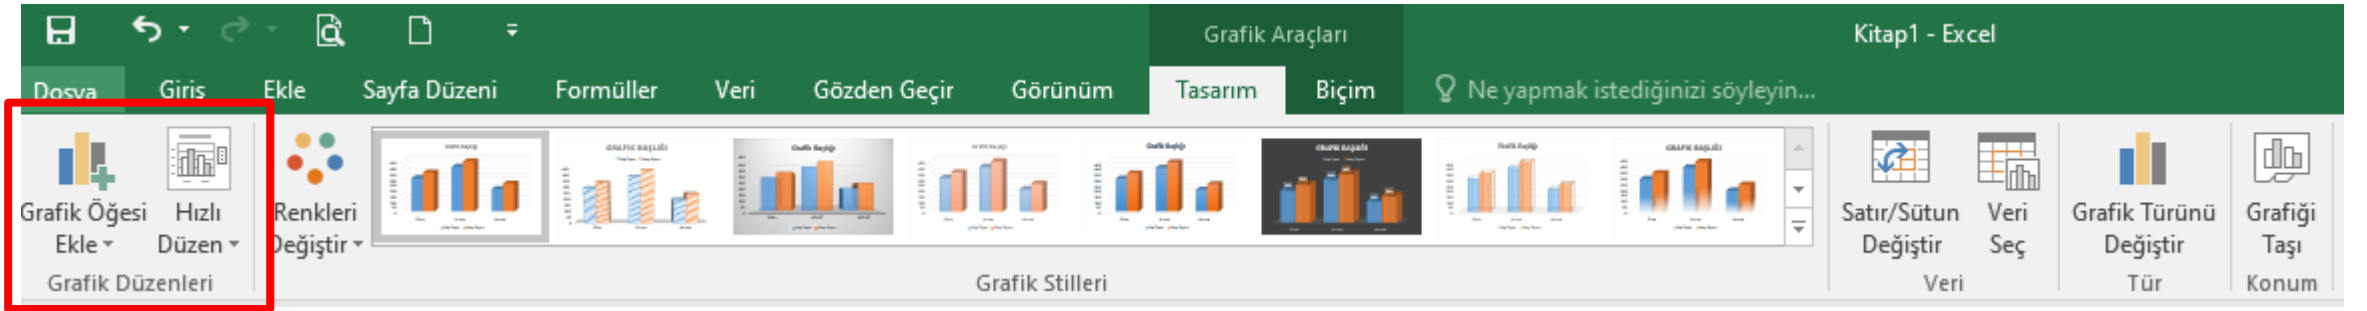 Grafik Araçları
Kitap1 - Excel
Dosya Giriş Ekle Sayfa Düzeni Formüller Veri Gözden Geçir Görünüm Tasarım Biçim Ne yapmak istediğinizi söyleyin...
Grafik Öğesi Ekle
Hızlı Düzen
Renkleri Değiştir
Satır/Sütun Değiştir
Veri Seç
Grafik Türünü Değiştir
Grafiği Taşı
Grafik Düzenleri
Grafik Stilleri
Veri
Tür
Konum